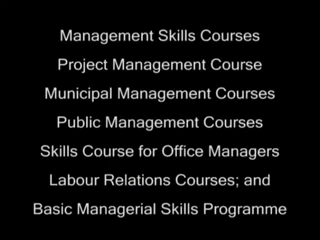 Management Skills Courses
Project Management Course
Municipal Management Courses
Public Management Courses
Skills Course for Office Managers
Labour Relations Courses; and
Basic Managerial Skills Programme